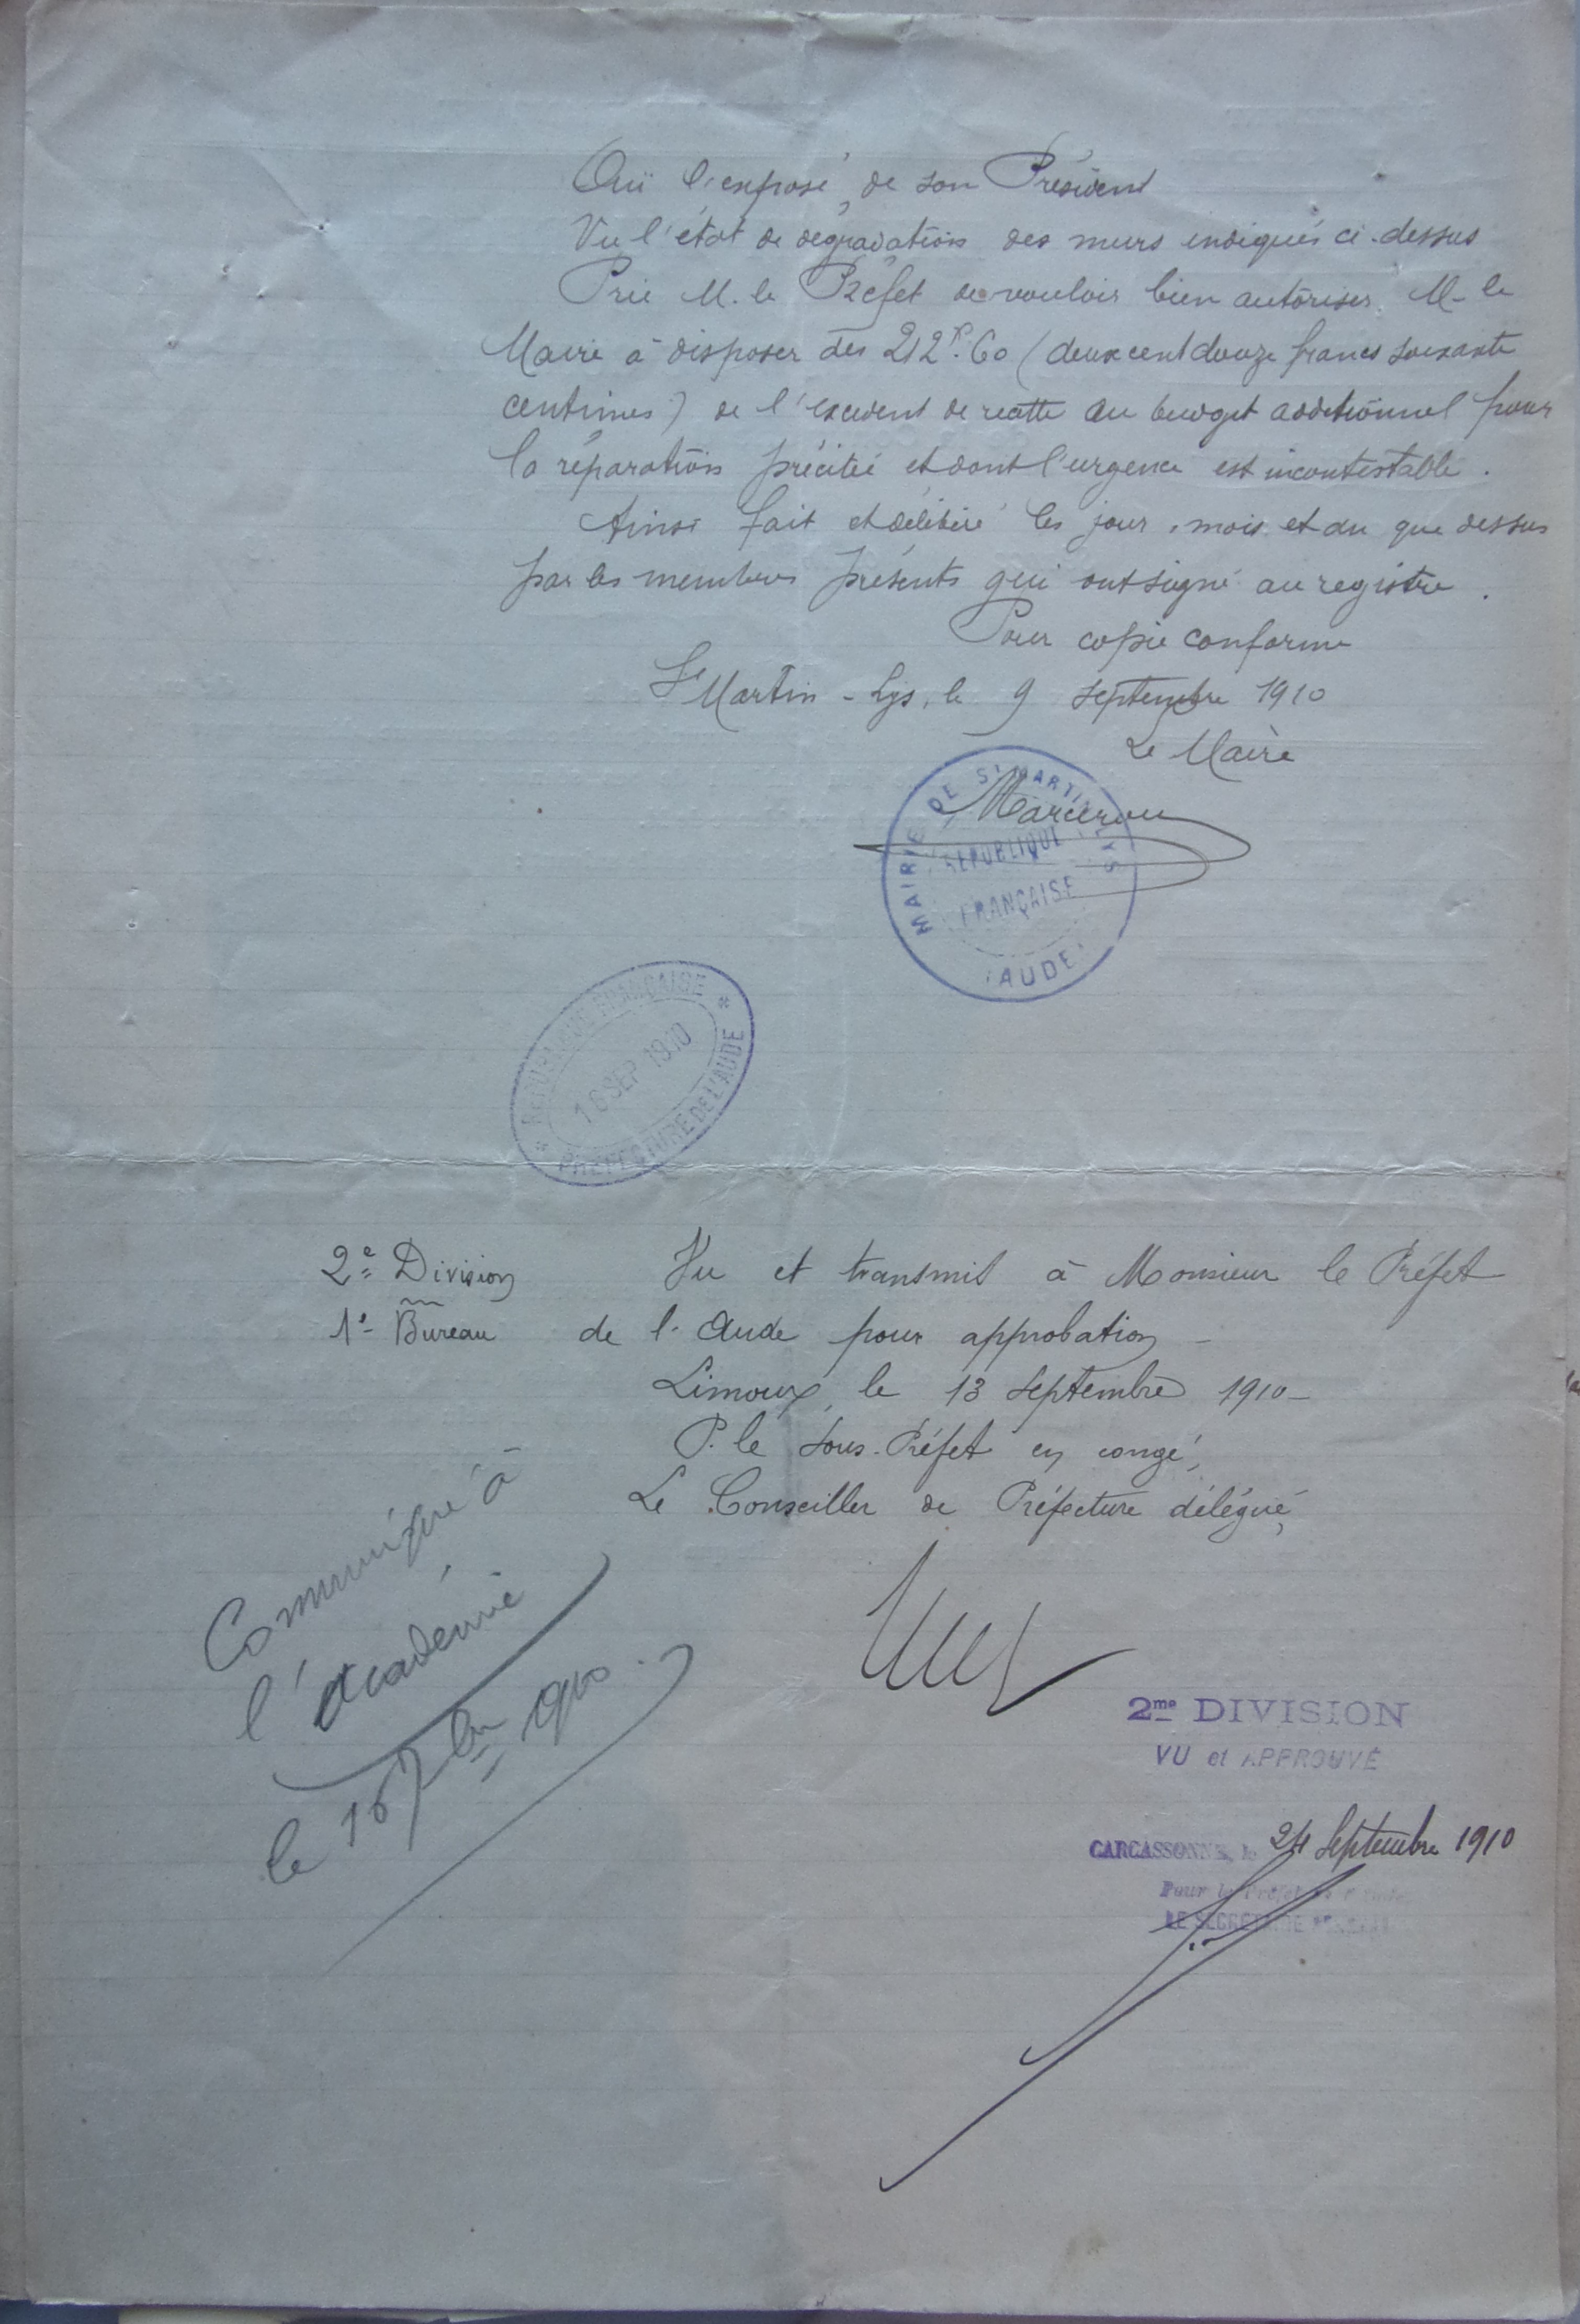 Ouï l'exposé, de son Président
Vu l'état de dégradation des murs indiqués ci-dessus
Prie M. le Préfet de vouloir bien autoriser M. le
Maire à disposer des 212f.60 (deux cent douze francs soixante
centimes) de l'excédent de recette au budget additionnel pour
la réparation précitée et dont l'urgence est incontestable.
Ainsi fait et délibéré les jour, mois et an que dessus
par les membres présents qui ont signé au registre.
Pour copie conforme
St Martin-Lys, le 9 septembre 1910
Le Maire
MAIRIE DE St MARTIN LYS
RÉPUBLIQUE
FRANÇAISE
AUDE
RÉPUBLIQUE FRANÇAISE
SEP 1910
PRÉFECTURE DE L'AUDE
2e Division
1e Bureau
Vu et transmis à Monsieur le Préfet
de l'Aude pour approbation
Limoux, le 13 Septembre 1910
P. le Sous-Préfet en congé,
Le Conseiller de Préfecture délégué,
Communiqué à
l'Académie
le 16 7bre 1910.
2me DIVISION
VU et APPROUVÉ
CARCASSONNE, le 24 Septembre 1910
Pour le Préfet
LE SECRÉTAIRE